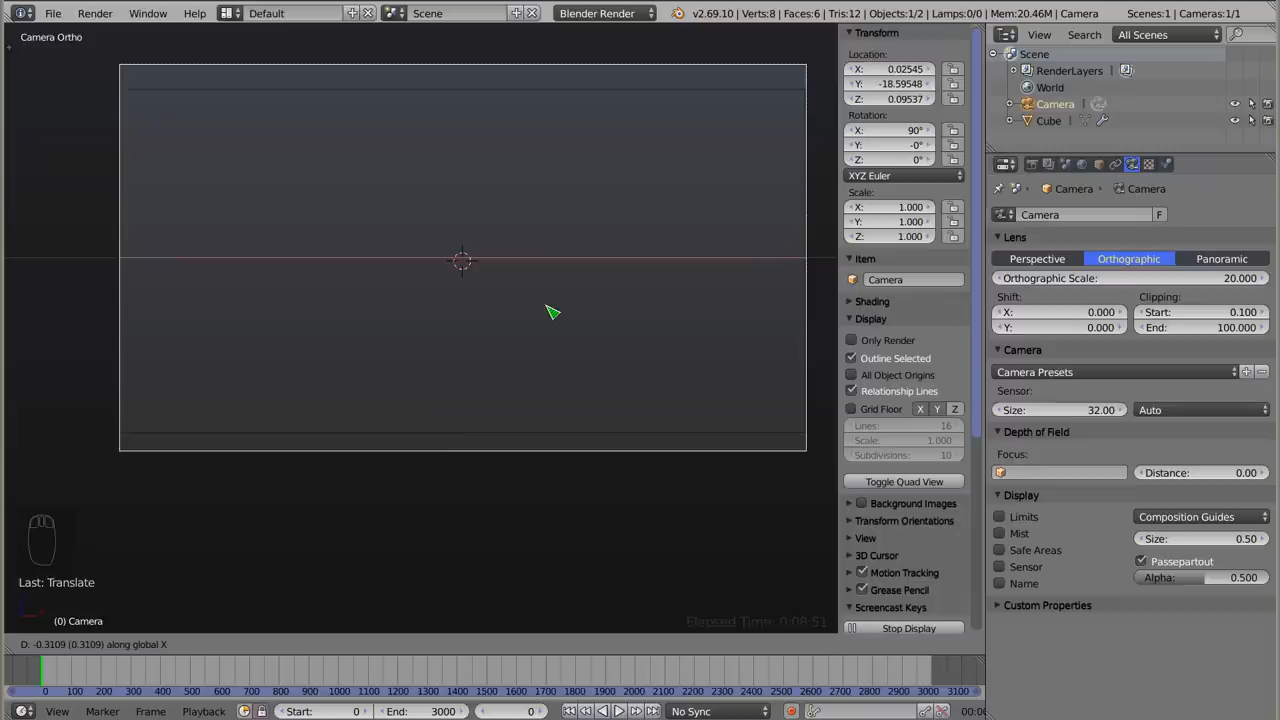 File Render Window Help Default Scene Blender Render v2.69.10 | Verts:8 | Faces:6 | Tris:12 | Objects:1/2 | Lamps:0/0 | Mem:20.46M | Camera Scenes:1 | Cameras:1/1
Camera Ortho
Last: Translate
(0) Camera
Elapsed Time: 0:08:51
D: -0.3109 (0.3109) along global X
Transform
Location:
X: 0.02545
Y: -18.59548
Z: 0.09537
Rotation:
X: 90°
Y: -0°
Z: 0°
XYZ Euler
Scale:
X: 1.000
Y: 1.000
Z: 1.000
Item
Camera
Shading
Display
Only Render
Outline Selected
All Object Origins
Relationship Lines
Grid Floor X Y Z
Lines: 16
Scale: 1.000
Subdivisions: 10
Toggle Quad View
Background Images
Transform Orientations
View
3D Cursor
Motion Tracking
Grease Pencil
Screencast Keys
Stop Display
View Search All Scenes
Scene
RenderLayers
World
Camera
Cube
Camera Camera
Camera F
Lens
Perspective Orthographic Panoramic
Orthographic Scale: 20.000
Shift: Clipping:
X: 0.000 Start: 0.100
Y: 0.000 End: 100.000
Camera
Camera Presets
Sensor:
Size: 32.00 Auto
Depth of Field
Focus:
Distance: 0.00
Display
Limits Composition Guides
Mist Size: 0.50
Safe Areas Passepartout
Sensor Alpha: 0.500
Name
Custom Properties
0 100 200 300 400 500 600 700 800 900 1000 1100 1200 1300 1400 1500 1600 1700 1800 1900 2000 2100 2200 2300 2400 2500 2600 2700 2800 2900 3000 3100
View Marker Frame Playback Start: 0 End: 3000 0 No Sync